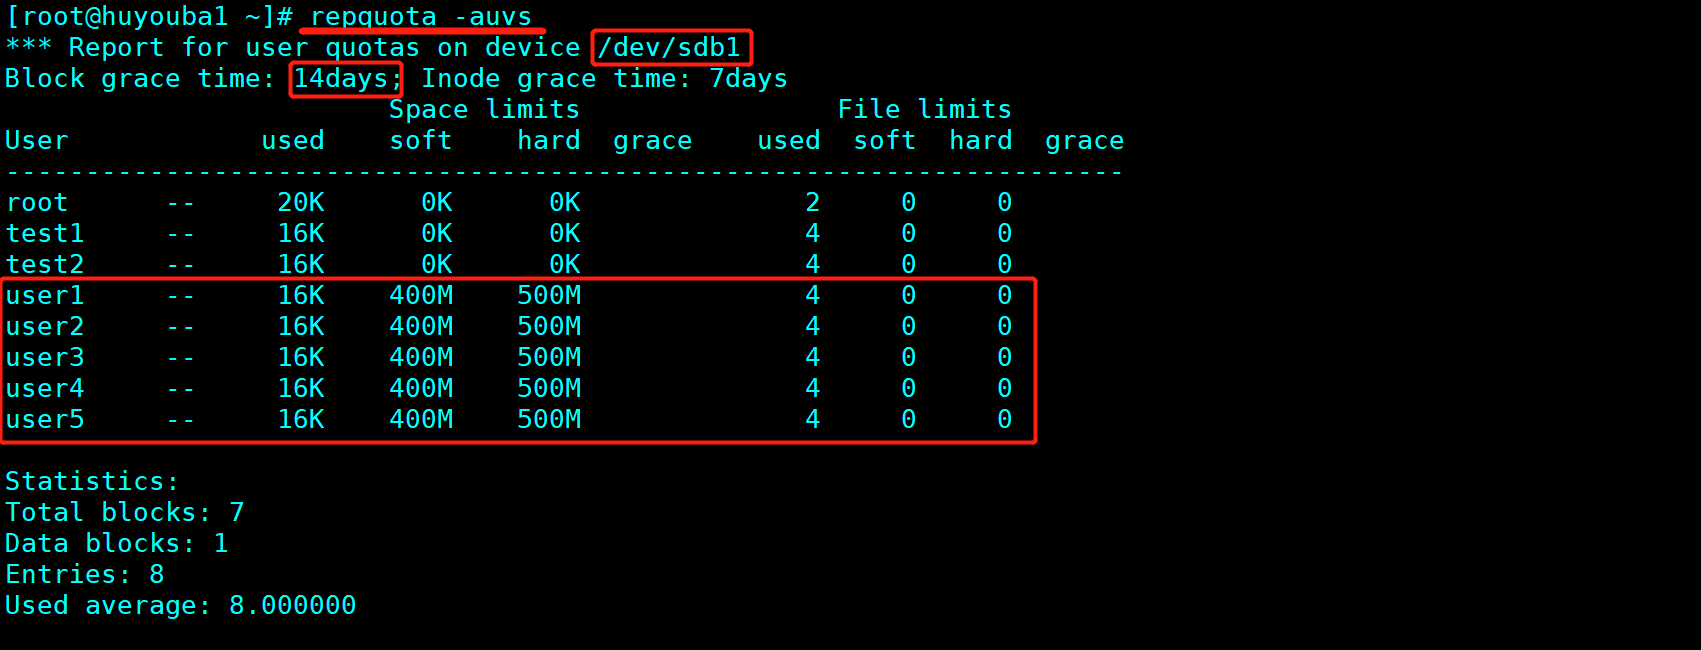 [root@huyouba1 ~]# repquota -auvs
*** Report for user quotas on device /dev/sdb1
Block grace time: 14days; Inode grace time: 7days
                        Space limits                File limits
User            used    soft    hard  grace    used  soft  hard  grace
----------------------------------------------------------------------
root      --     20K      0K      0K              2     0     0
test1     --     16K      0K      0K              4     0     0
test2     --     16K      0K      0K              4     0     0
user1     --     16K    400M    500M              4     0     0
user2     --     16K    400M    500M              4     0     0
user3     --     16K    400M    500M              4     0     0
user4     --     16K    400M    500M              4     0     0
user5     --     16K    400M    500M              4     0     0
Statistics:
Total blocks: 7
Data blocks: 1
Entries: 8
Used average: 8.000000